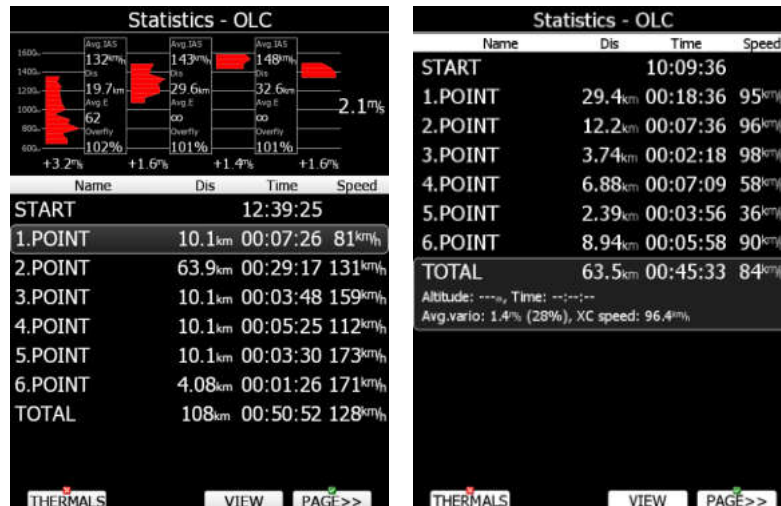 Statistics - OLC
1600m
1400m
1200m
1000m
800m
600m
Avg.IAS
132km/h
Dis
19.7km
Avg.E
62
Overfly
102%
Avg.IAS
143km/h
Dis
29.6km
Avg.E
∞
Overfly
101%
Avg.IAS
148km/h
Dis
32.6km
Avg.E
∞
Overfly
101%
2.1m/s
+3.2m/s +1.6m/s +1.4m/s +1.6m/s
Name Dis Time Speed
START 12:39:25
1.POINT 10.1km 00:07:26 81km/h
2.POINT 63.9km 00:29:17 131km/h
3.POINT 10.1km 00:03:48 159km/h
4.POINT 10.1km 00:05:25 112km/h
5.POINT 10.1km 00:03:30 173km/h
6.POINT 4.08km 00:01:26 171km/h
TOTAL 108km 00:50:52 128km/h
THERMALS VIEW PAGE>>
Statistics - OLC
Name Dis Time Speed
START 10:09:36
1.POINT 29.4km 00:18:36 95km/h
2.POINT 12.2km 00:07:36 96km/h
3.POINT 3.74km 00:02:18 98km/h
4.POINT 6.88km 00:07:09 58km/h
5.POINT 2.39km 00:03:56 36km/h
6.POINT 8.94km 00:05:58 90km/h
TOTAL 63.5km 00:45:33 84km/h
Altitude: ---m, Time: --:--:--
Avg.vario: 1.4m/s (28%), XC speed: 96.4km/h
THERMALS VIEW PAGE>>